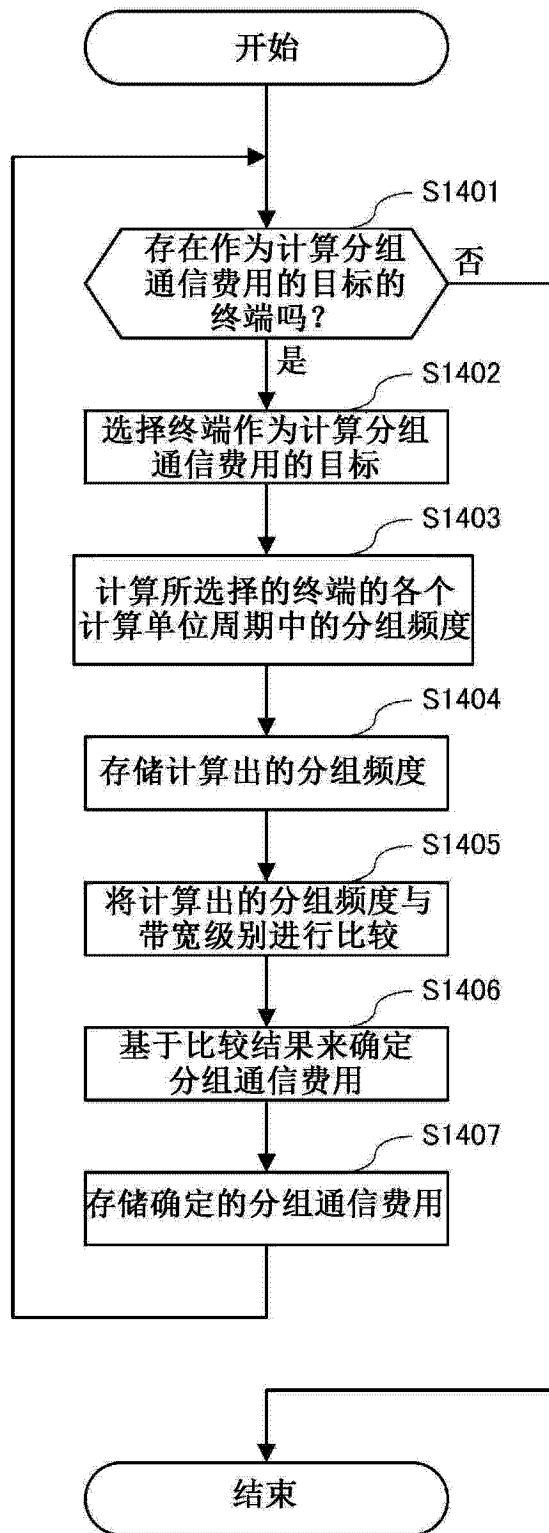 开始
S1401
存在作为计算分组
通信费用的目标的
终端吗？
否
是
S1402
选择终端作为计算分组
通信费用的目标
S1403
计算所选择的终端的各个
计算单位周期中的分组频度
S1404
存储计算出的分组频度
S1405
将计算出的分组频度与
带宽级别进行比较
S1406
基于比较结果来确定
分组通信费用
S1407
存储确定的分组通信费用
结束